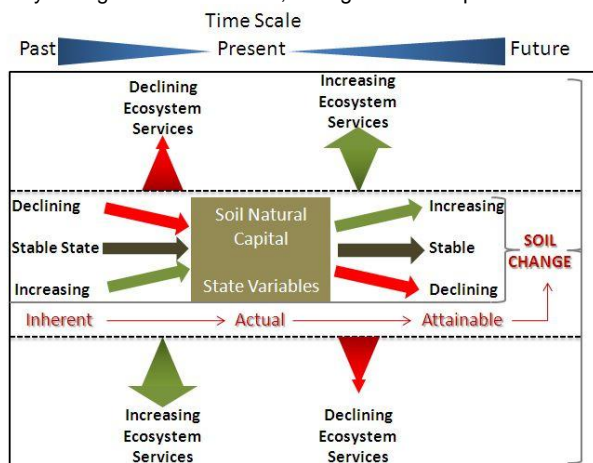 Time Scale
Past Present Future
Declining
Ecosystem
Services
Increasing
Ecosystem
Services
Declining
Stable State
Increasing
Soil Natural
Capital
State Variables
Increasing
Stable
Declining
SOIL
CHANGE
Inherent Actual Attainable
Increasing
Ecosystem
Services
Declining
Ecosystem
Services